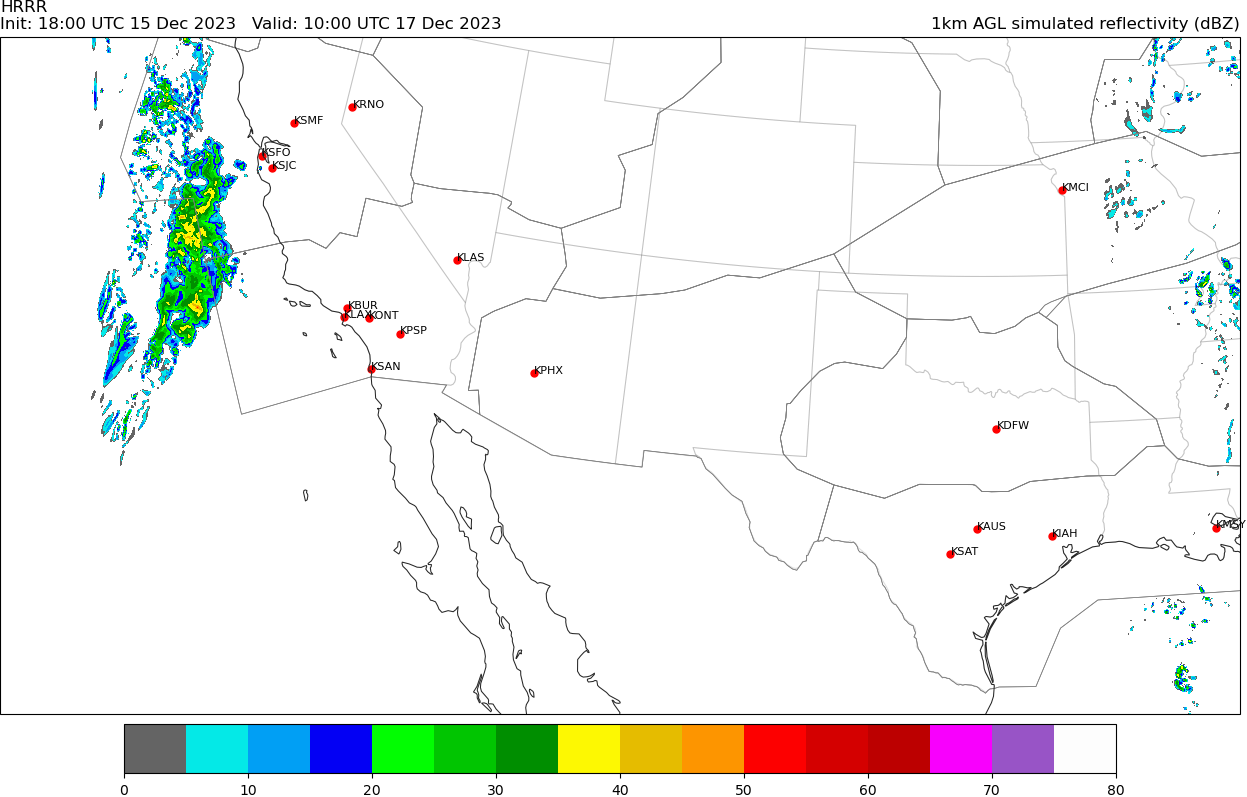 HRRR
Init: 18:00 UTC 15 Dec 2023   Valid: 10:00 UTC 17 Dec 2023
1km AGL simulated reflectivity (dBZ)
KRNO
KSMF
KSFO
KSJC
KMCI
KLAS
KBUR
KLAX
KONT
KPSP
KSAN
KPHX
KDFW
KAUS
KMSY
KIAH
KSAT
0 10 20 30 40 50 60 70 80